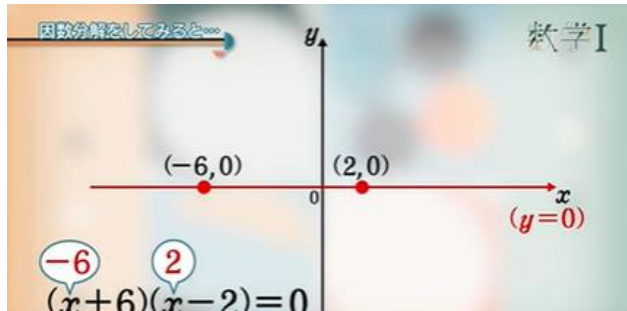 因数分解をしてみると…
数学I
y
(−6,0)
(2,0)
0
x
(y=0)
−6
2
(x+6)(x−2)=0